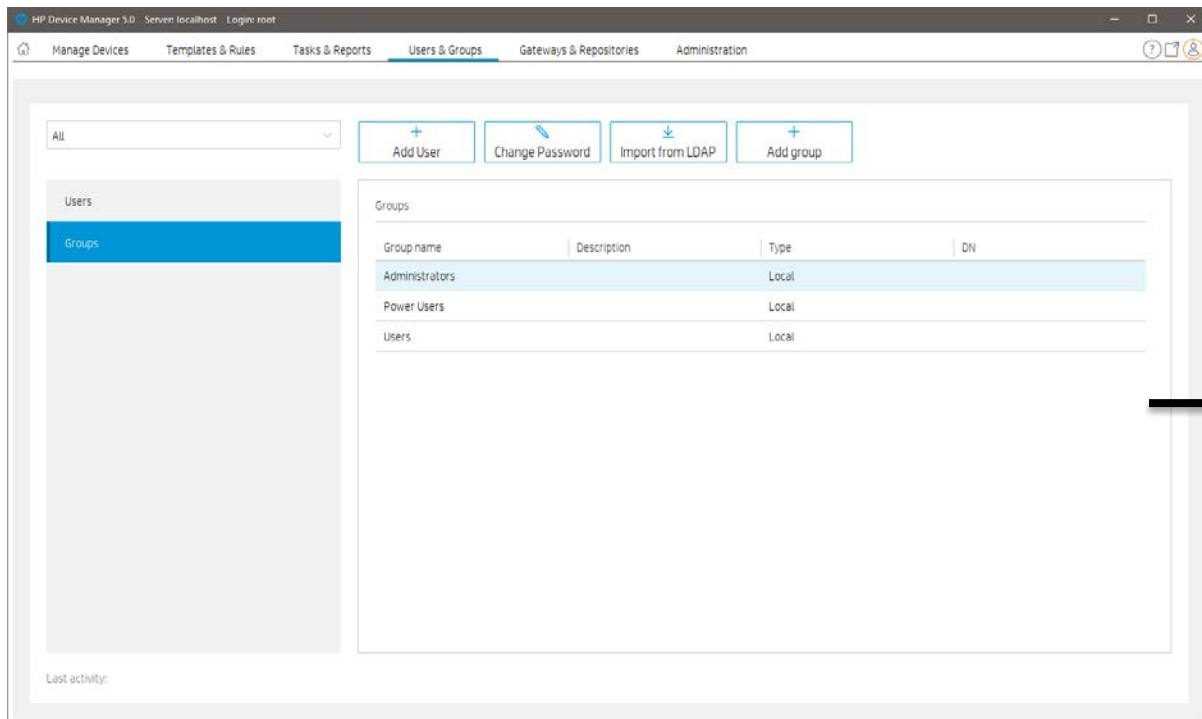 HP Device Manager 5.0 Server: localhost Login: root
Manage Devices Templates & Rules Tasks & Reports Users & Groups Gateways & Repositories Administration
All
Add User Change Password Import from LDAP Add group
Users
Groups
Groups
Group name Description Type DN
Administrators Local
Power Users Local
Users Local
Last activity: